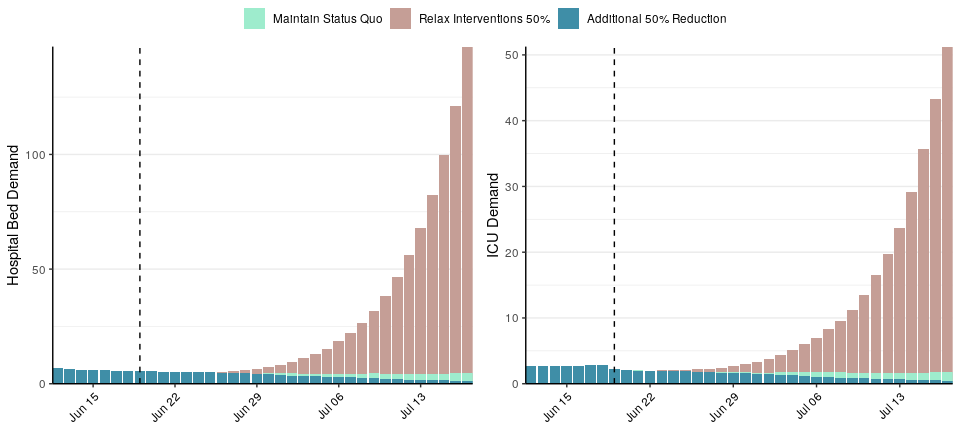 Maintain Status Quo Relax Interventions 50% Additional 50% Reduction
Hospital Bed Demand
100
50
0
Jun 15 Jun 22 Jun 29 Jul 06 Jul 13
ICU Demand
50
40
30
20
10
0
Jun 15 Jun 22 Jun 29 Jul 06 Jul 13